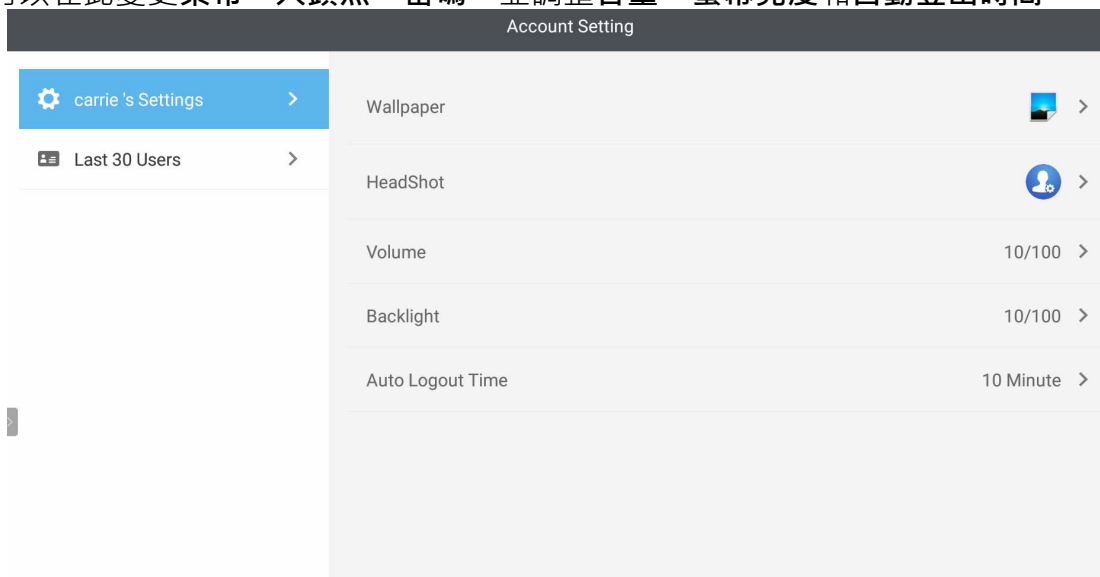 Account Setting
carrie 's Settings
Last 30 Users
Wallpaper
HeadShot
Volume 10/100
Backlight 10/100
Auto Logout Time 10 Minute